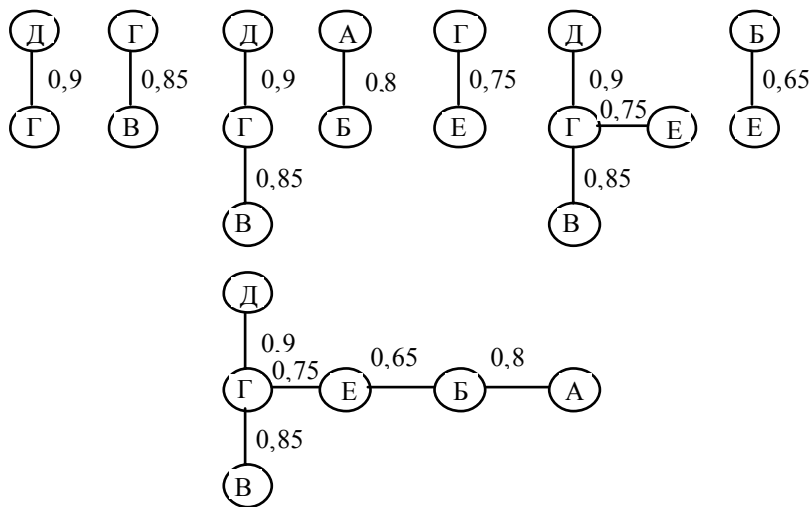 Д Г Д А Г Д Б
0,9 0,85 0,9 0,8 0,75 0,9 0,65
0,75
Г В Г Б Е Г Е Е
0,85 0,85
В В
Д
0,9 0,65 0,8
0,75
Г Е Б А
0,85
В